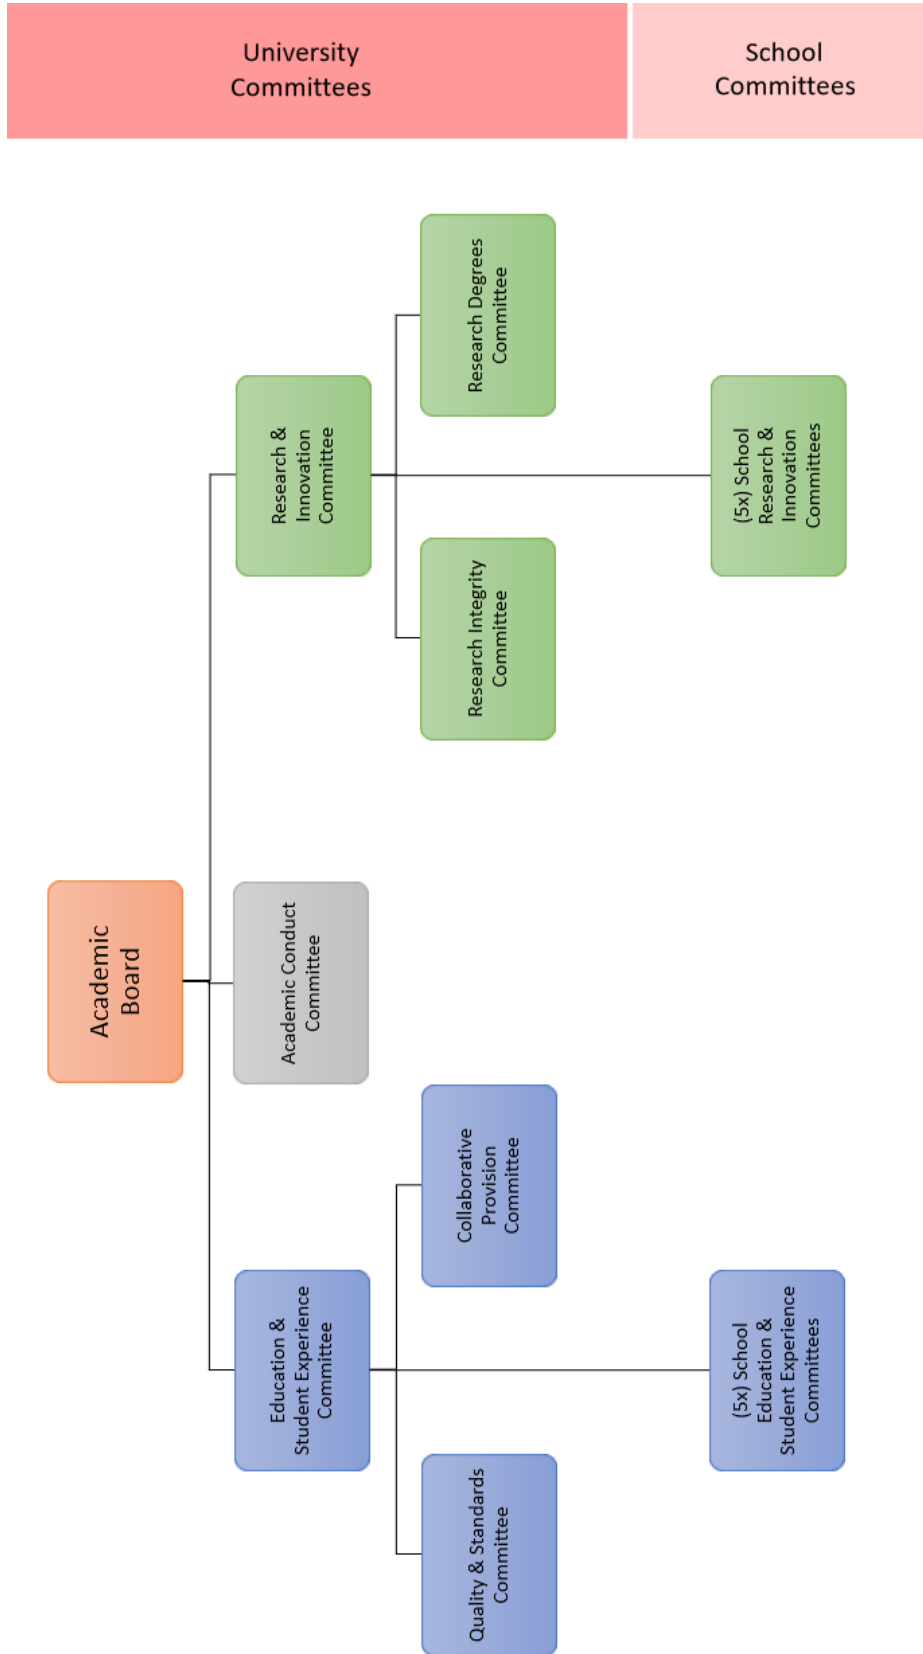 University
Committees
School
Committees
Academic
Board
Education &
Student Experience
Committee
Academic Conduct
Committee
Research &
Innovation
Committee
Quality & Standards
Committee
Collaborative
Provision
Committee
Research Integrity
Committee
Research Degrees
Committee
(5x) School
Education &
Student Experience
Committees
(5x) School
Research &
Innovation
Committees